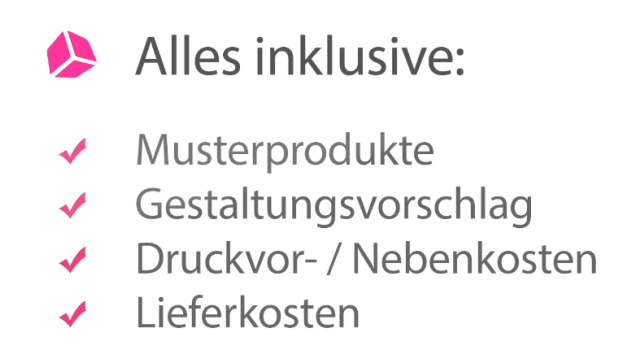 Alles inklusive:
Musterprodukte
Gestaltungsvorschlag
Druckvor- / Nebenkosten
Lieferkosten